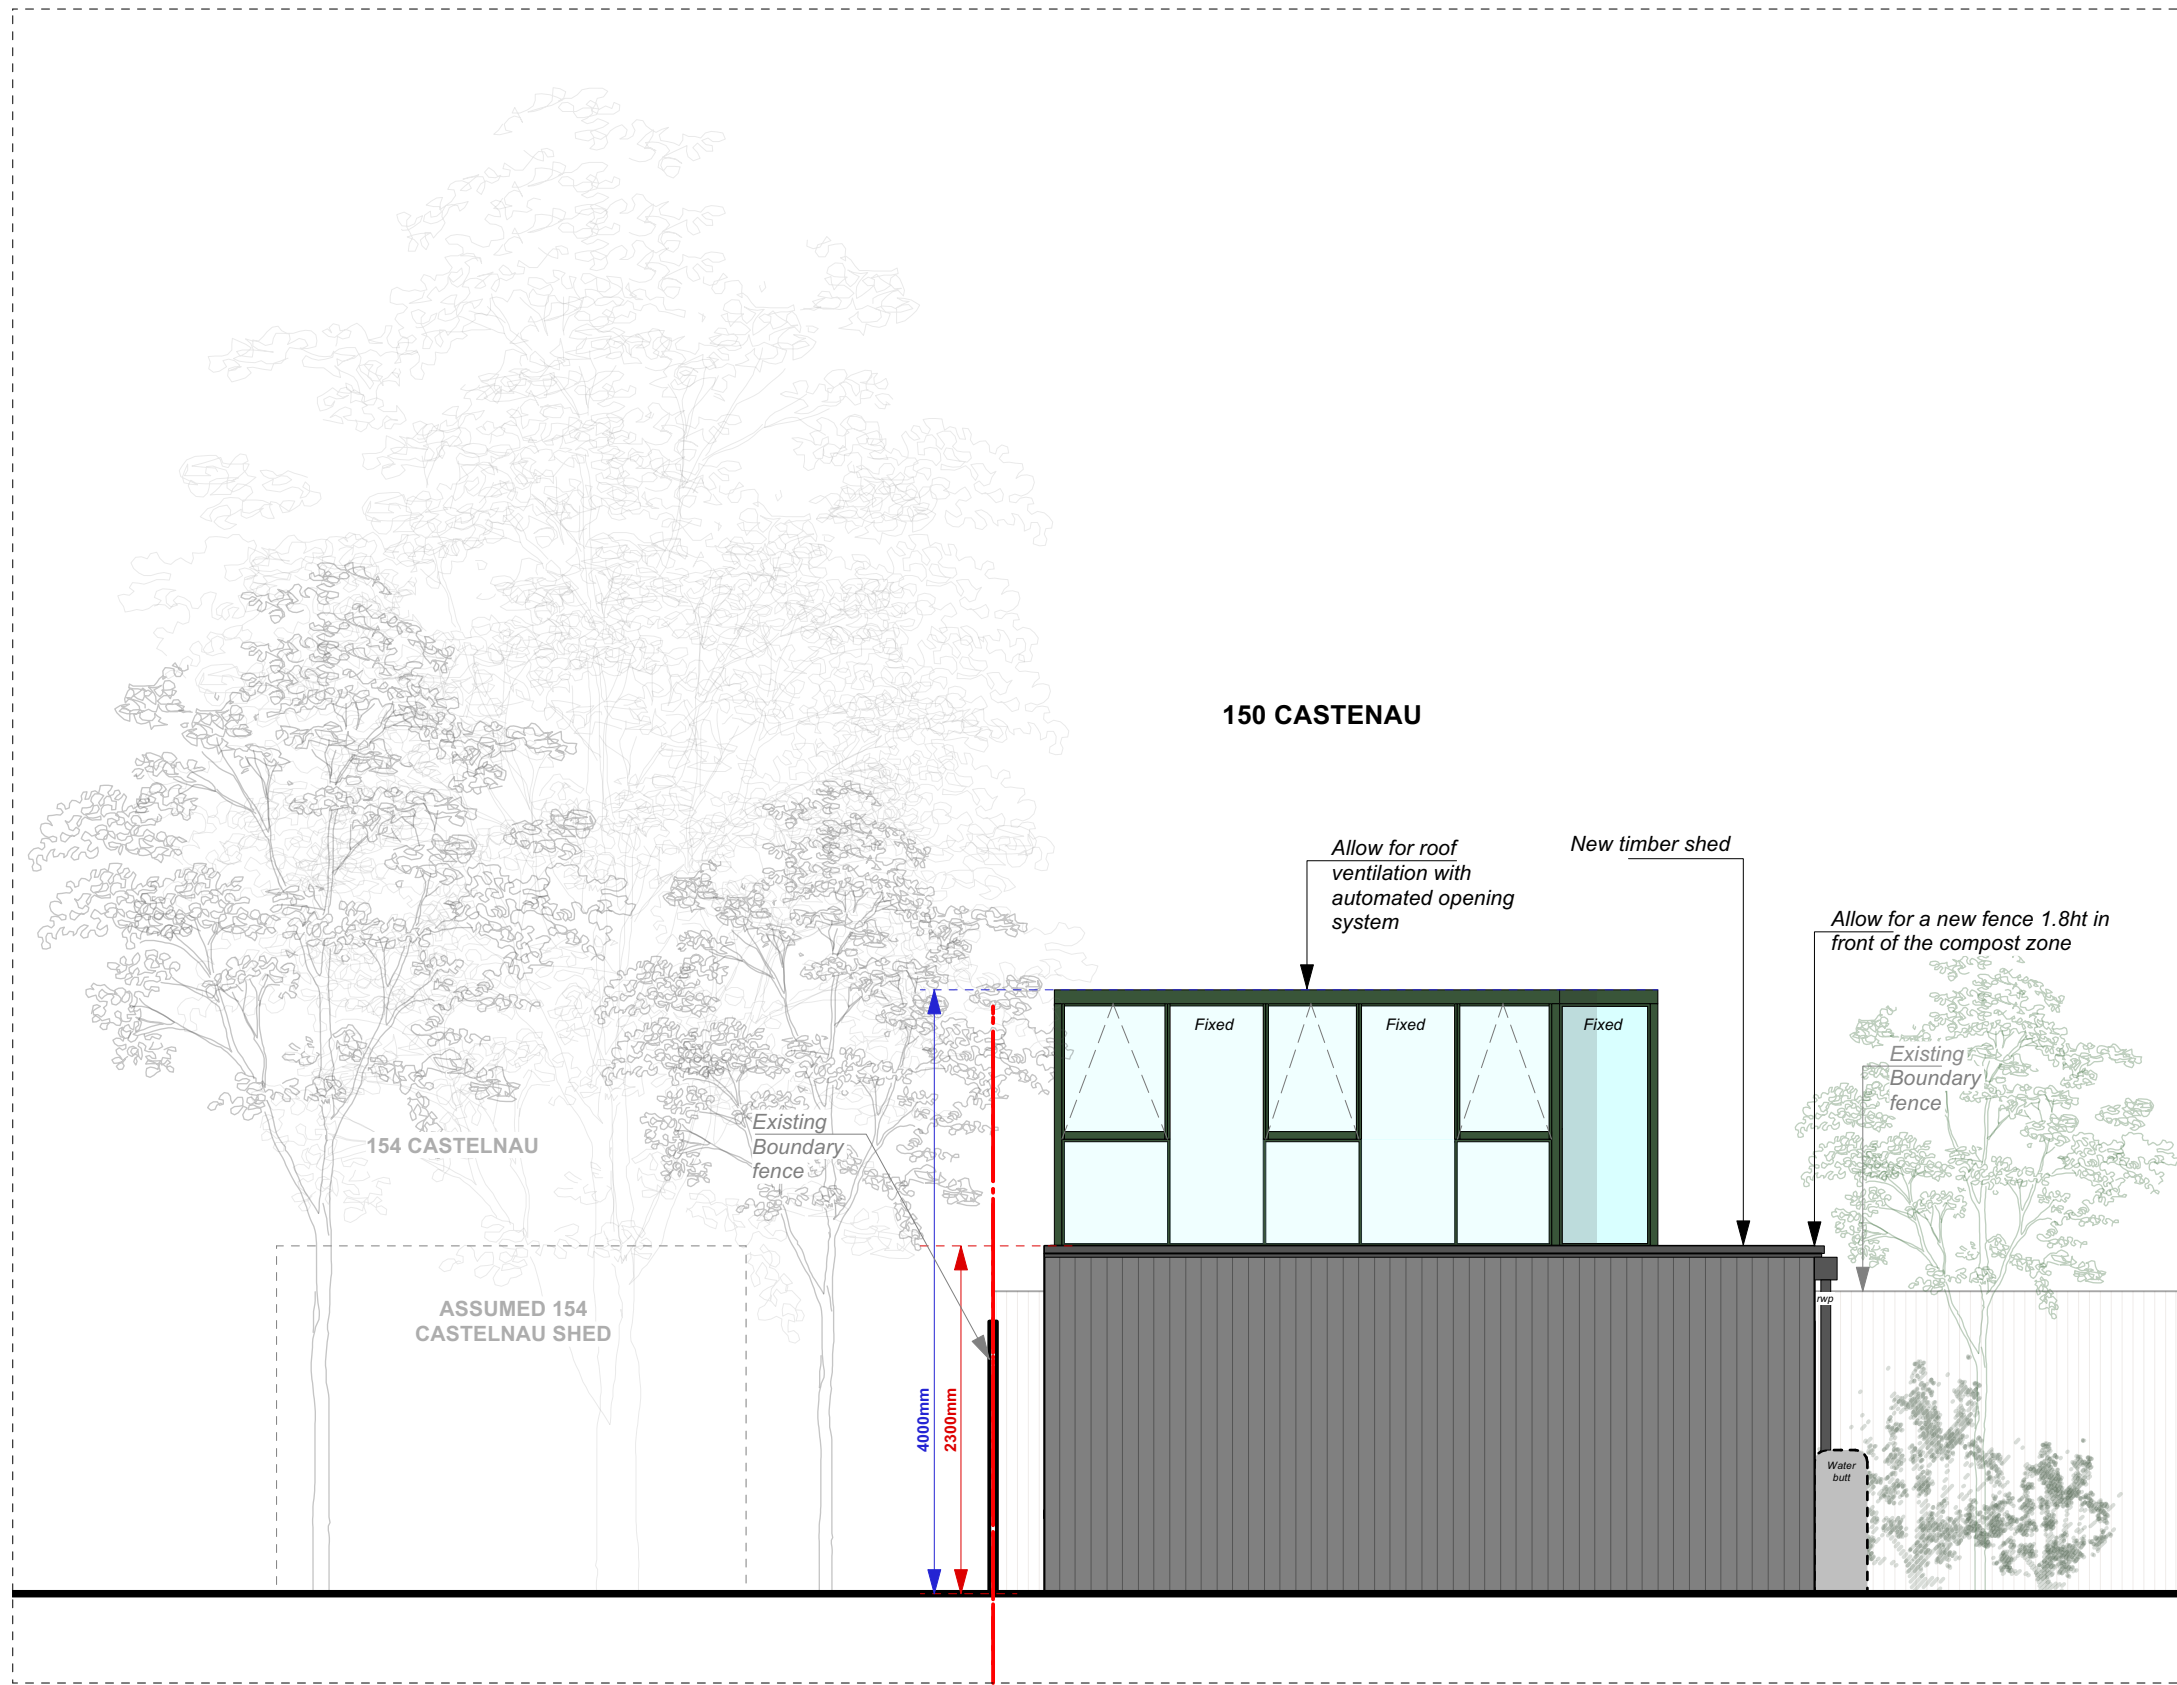 150 CASTENAU
Allow for roof
ventilation with
automated opening
system
New timber shed
Allow for a new fence 1.8ht in
front of the compost zone
Fixed
Fixed
Fixed
Existing
Boundary
fence
Existing
Boundary
fence
154 CASTELNAU
ASSUMED 154
CASTELNAU SHED
4000mm
2300mm
rwp
Water
butt